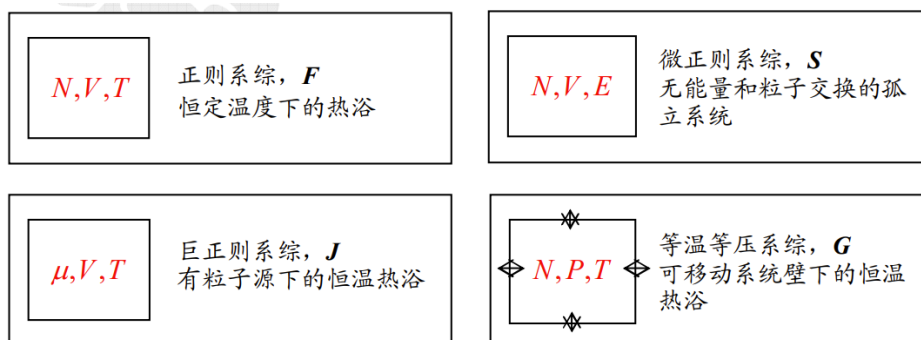 N,V,T
正则系综，F
恒定温度下的热浴
N,V,E
微正则系综，S
无能量和粒子交换的孤
立系统
μ,V,T
巨正则系综，J
有粒子源下的恒温热浴
N,P,T
等温等压系综，G
可移动系统壁下的恒温
热浴